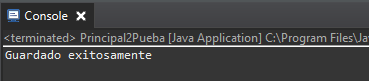 Console
<terminated> Principal2Pueba [Java Application] C:\Program Files\Jav
Guardado exitosamente